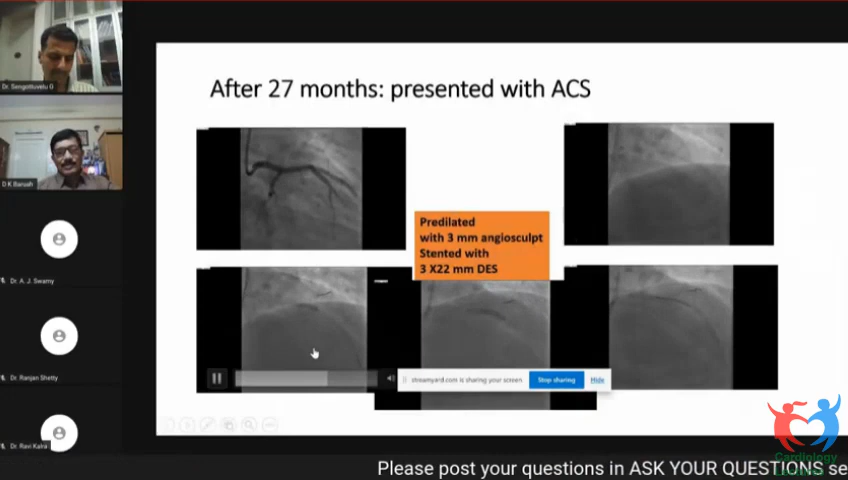 Dr. Sengottuvelu G
D K Baruah
Dr. A. J. Swamy
Dr. Ranjan Shetty
Dr. Ravi Kalra
After 27 months: presented with ACS
Predilated
with 3 mm angiosculpt
Stented with
3 X22 mm DES
streamyard.com is sharing your screen.
Stop sharing
Hide
Cardiology
Please post your questions in ASK YOUR QUESTIONS se